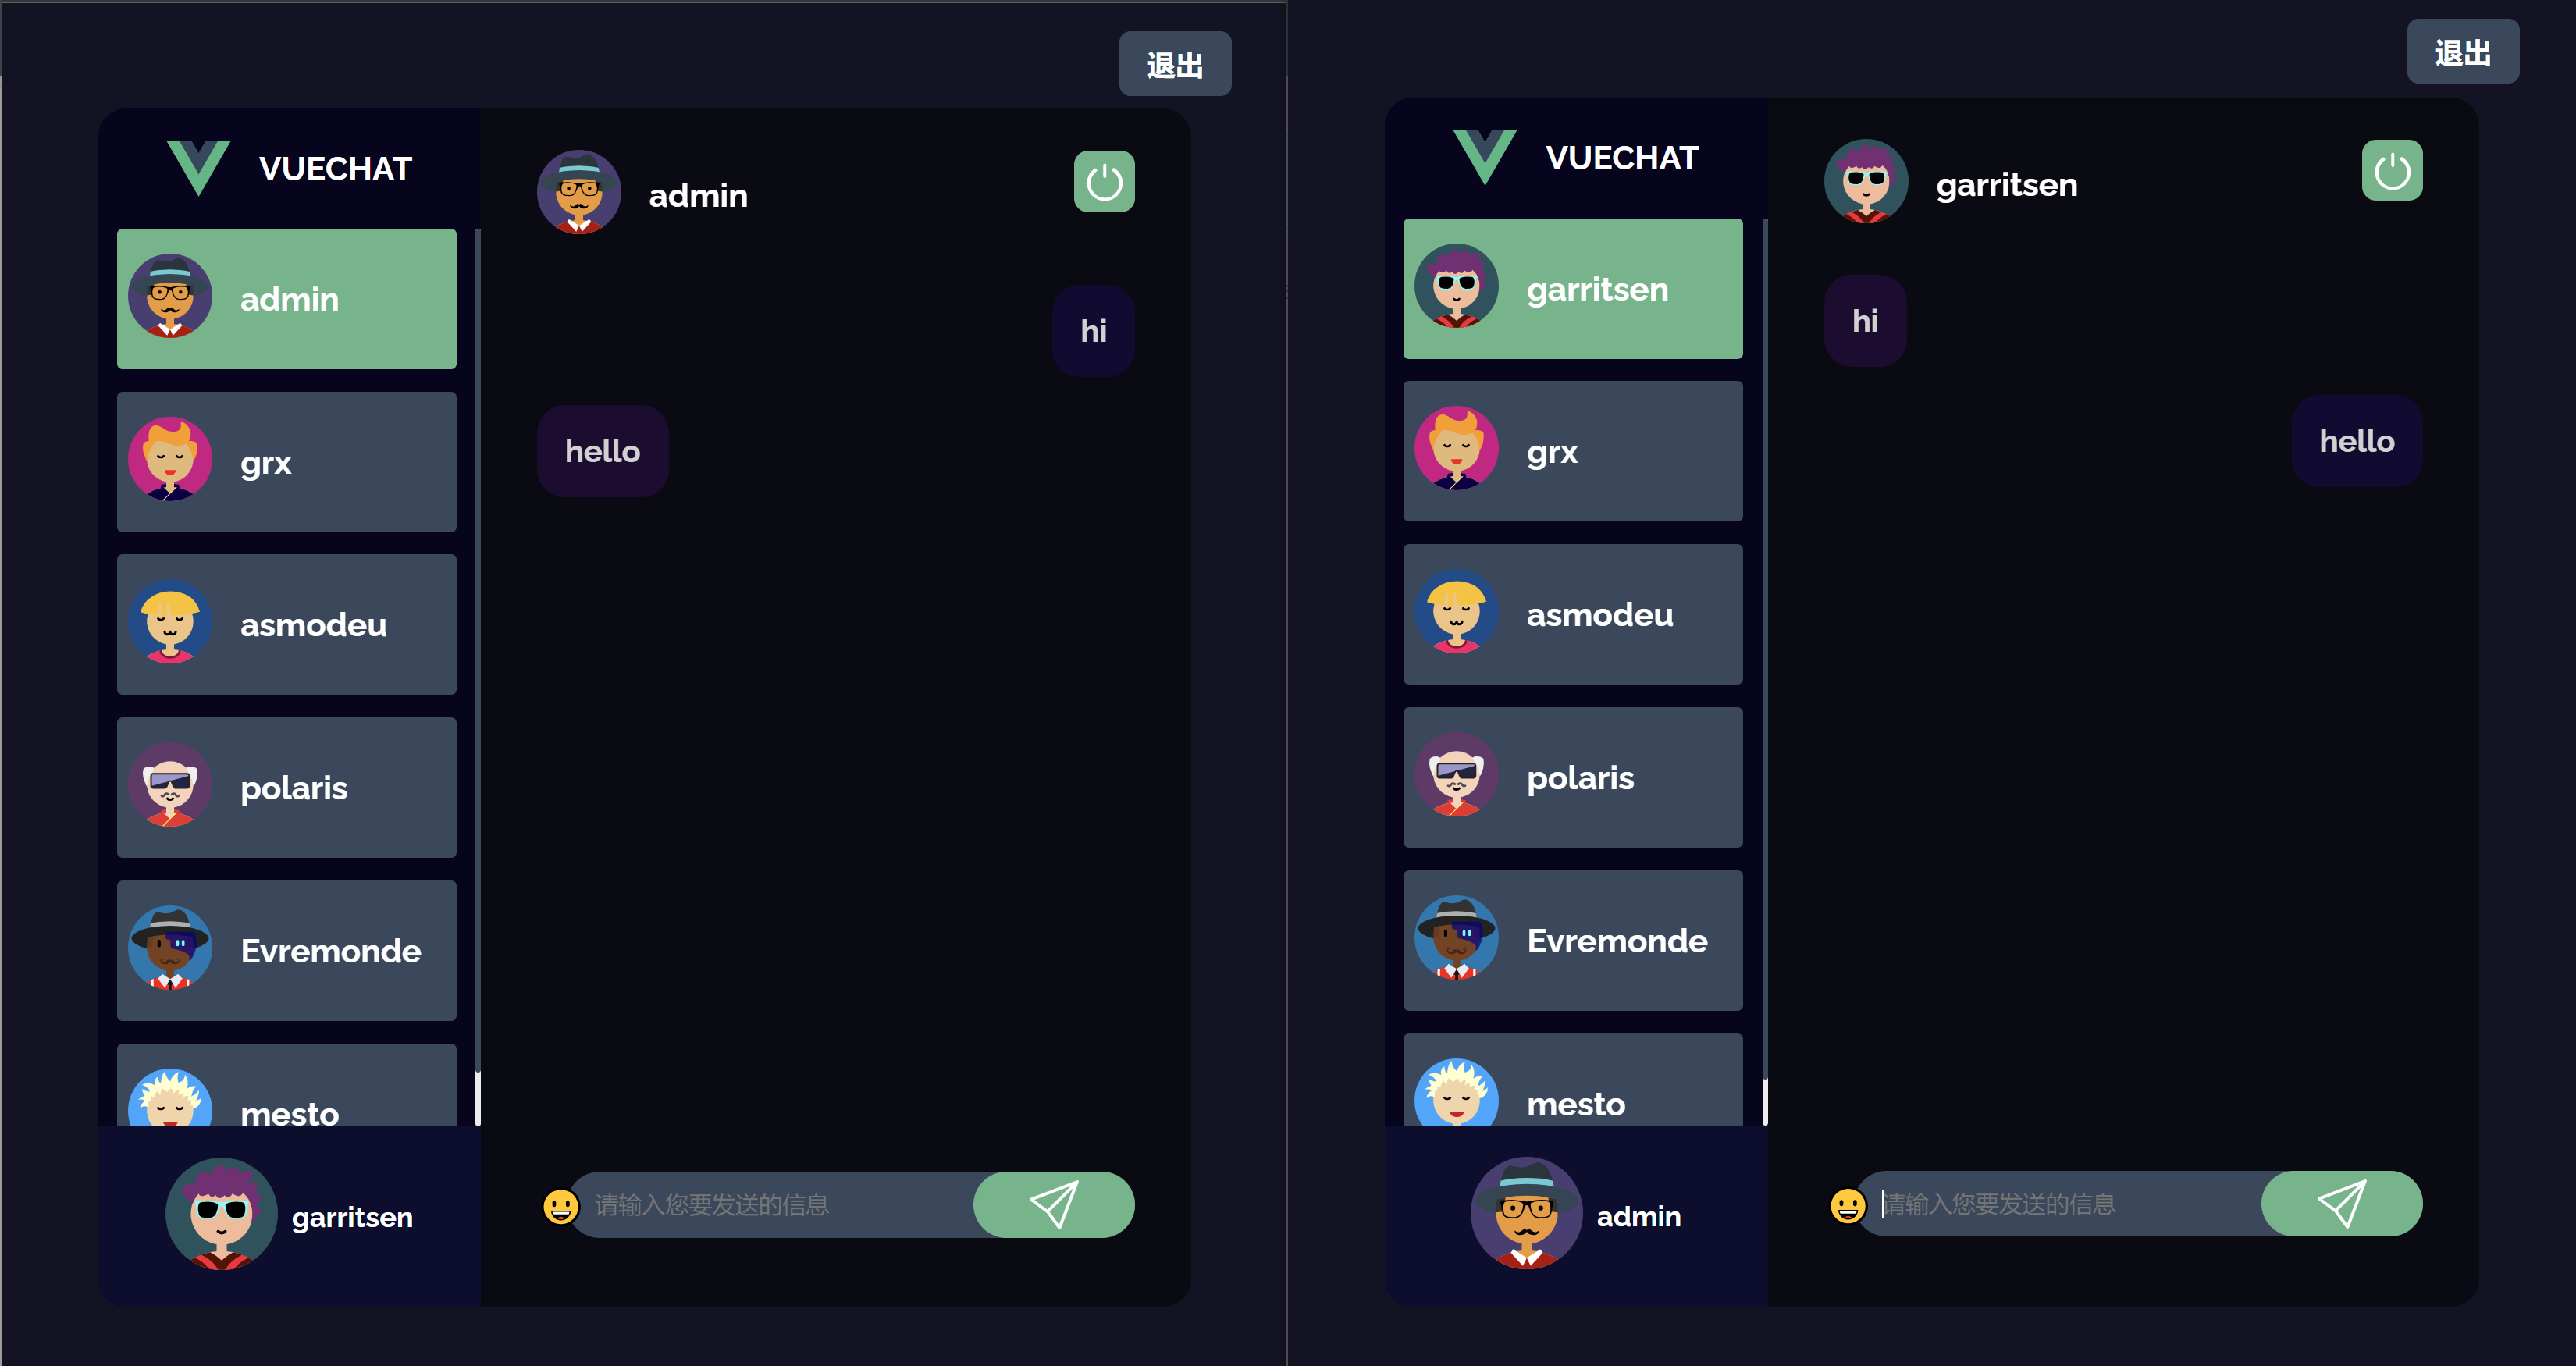 退出
VUECHAT
admin
admin
grx
asmodeu
polaris
Evremonde
mesto
garritsen
hi
hello
请输入您要发送的信息
退出
VUECHAT
garritsen
garritsen
grx
asmodeu
polaris
Evremonde
mesto
admin
hi
hello
请输入您要发送的信息